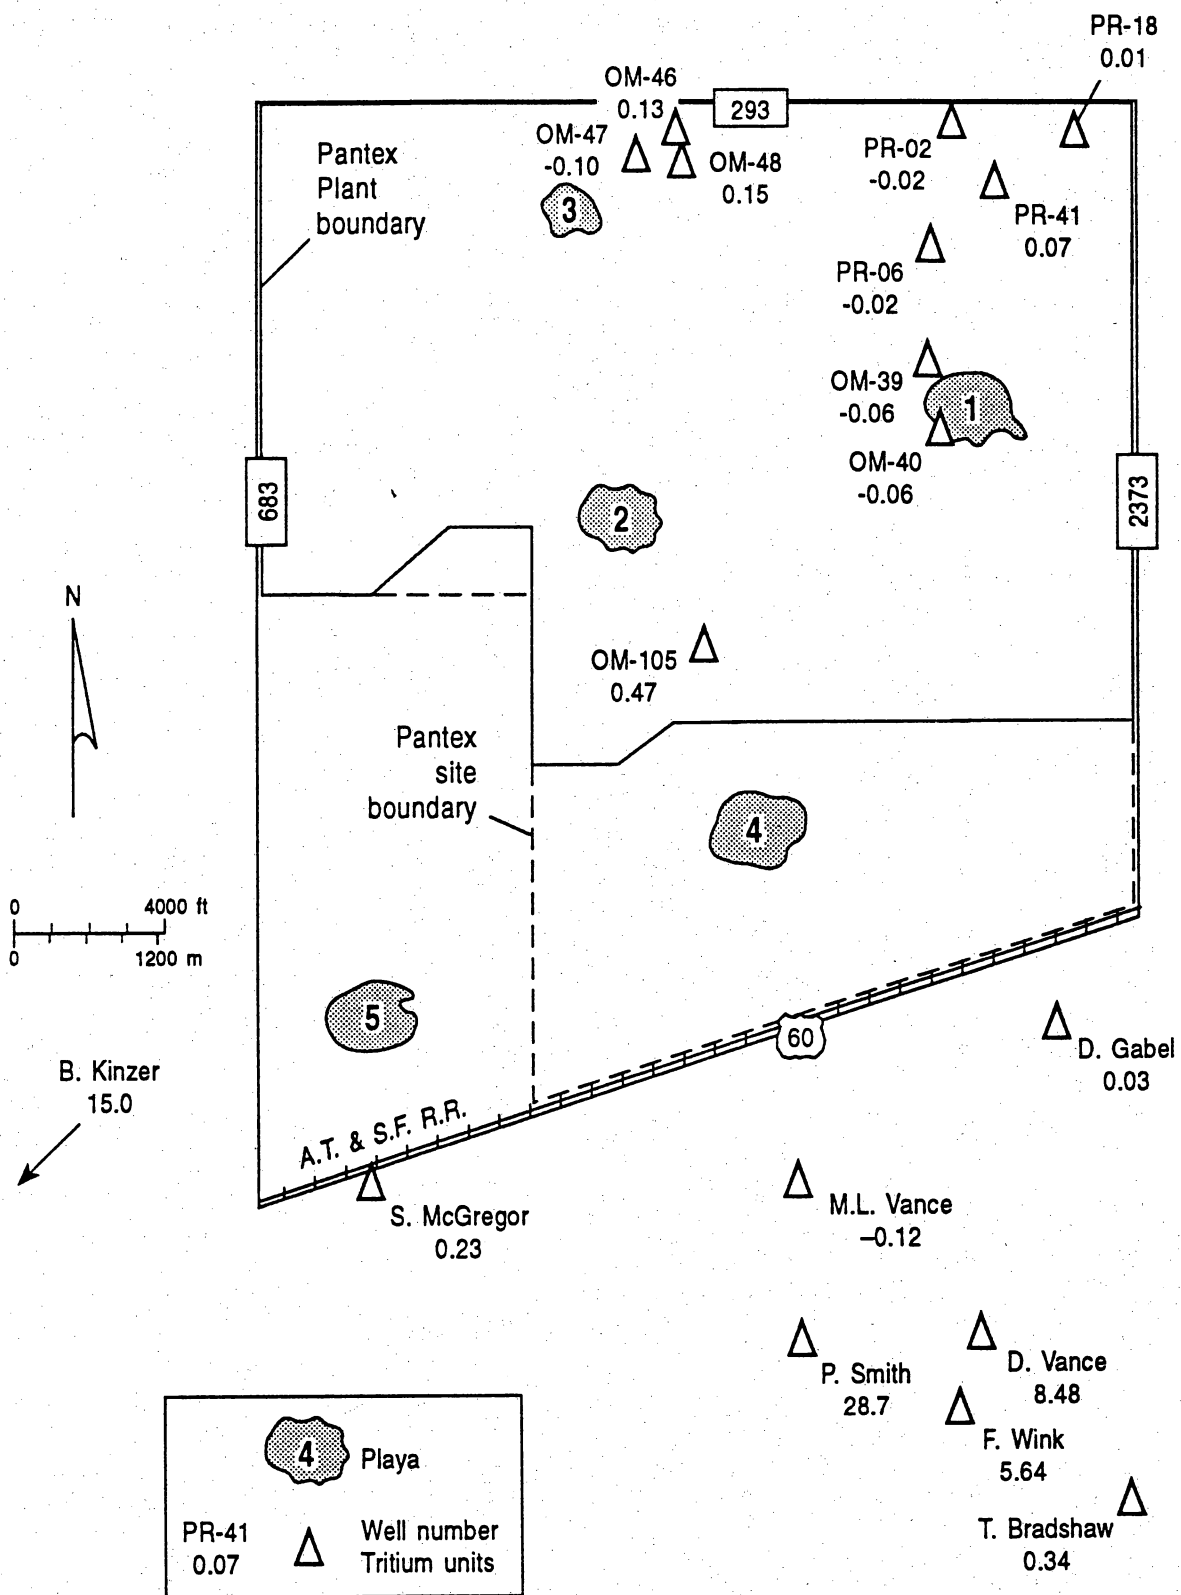 PR-18
0.01
OM-46
0.13
293
OM-47
-0.10
OM-48
0.15
PR-02
-0.02
Pantex
Plant
boundary
3
PR-41
0.07
PR-06
-0.02
OM-39
-0.06
1
OM-40
-0.06
683
2373
2
N
OM-105
0.47
Pantex
site
boundary
4
0 4000 ft
0 1200 m
5
60
D. Gabel
0.03
B. Kinzer
15.0
A.T. & S.F. R.R.
S. McGregor
0.23
M.L. Vance
–0.12
P. Smith
28.7
D. Vance
8.48
F. Wink
5.64
T. Bradshaw
0.34
4 Playa
PR-41
0.07
Well number
Tritium units